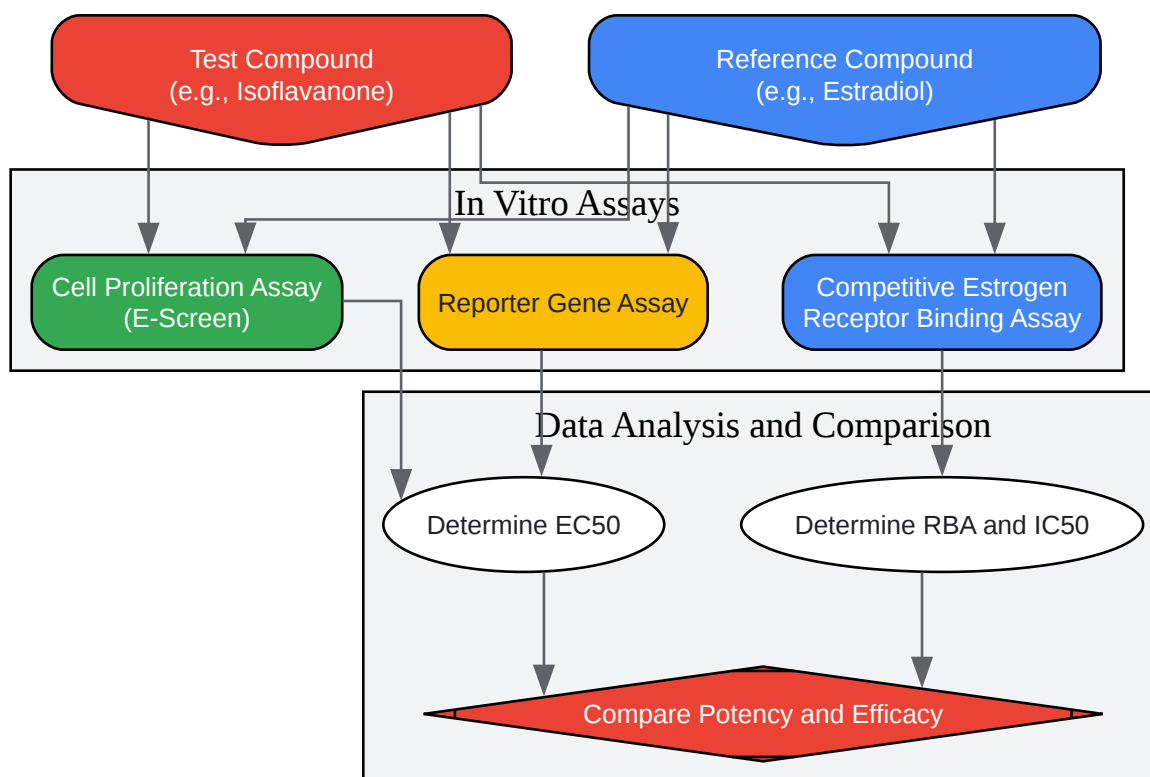 Test Compound
(e.g., Isoflavanone)
Reference Compound
(e.g., Estradiol)
In Vitro Assays
Cell Proliferation Assay
(E-Screen)
Reporter Gene Assay
Competitive Estrogen
Receptor Binding Assay
Data Analysis and Comparison
Determine EC50
Determine RBA and IC50
Compare Potency and Efficacy